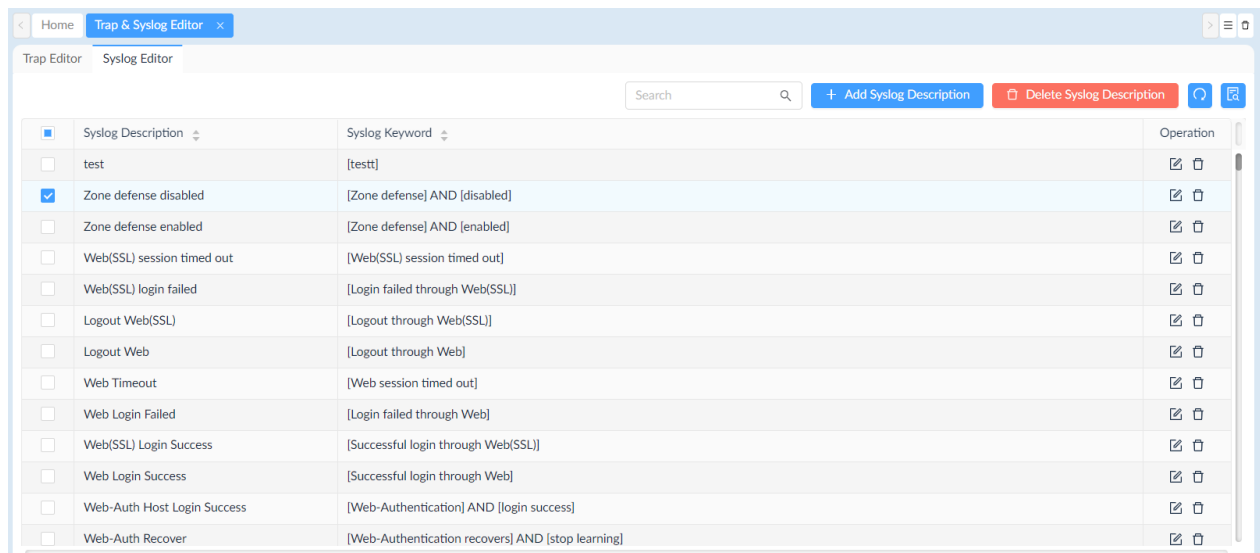 Home Trap & Syslog Editor
Trap Editor Syslog Editor
Search + Add Syslog Description Delete Syslog Description
Syslog Description Syslog Keyword Operation
test [testt]
Zone defense disabled [Zone defense] AND [disabled]
Zone defense enabled [Zone defense] AND [enabled]
Web(SSL) session timed out [Web(SSL) session timed out]
Web(SSL) login failed [Login failed through Web(SSL)]
Logout Web(SSL) [Logout through Web(SSL)]
Logout Web [Logout through Web]
Web Timeout [Web session timed out]
Web Login Failed [Login failed through Web]
Web(SSL) Login Success [Successful login through Web(SSL)]
Web Login Success [Successful login through Web]
Web-Auth Host Login Success [Web-Authentication] AND [login success]
Web-Auth Recover [Web-Authentication recovers] AND [stop learning]